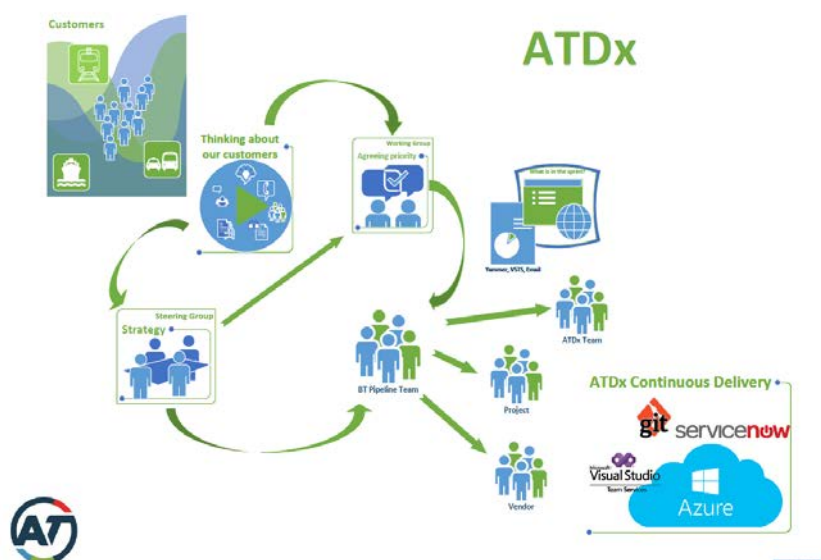 Customers
ATDx
Thinking about
our customers
Working Group
Agreeing priority
What is in the sprint?
Yammer, VSTS, Email
Steering Group
Strategy
BT Pipeline Team
ATDx Team
Project
Vendor
ATDx Continuous Delivery
git
servicenow
Microsoft
Visual Studio
Team Services
Azure
AT